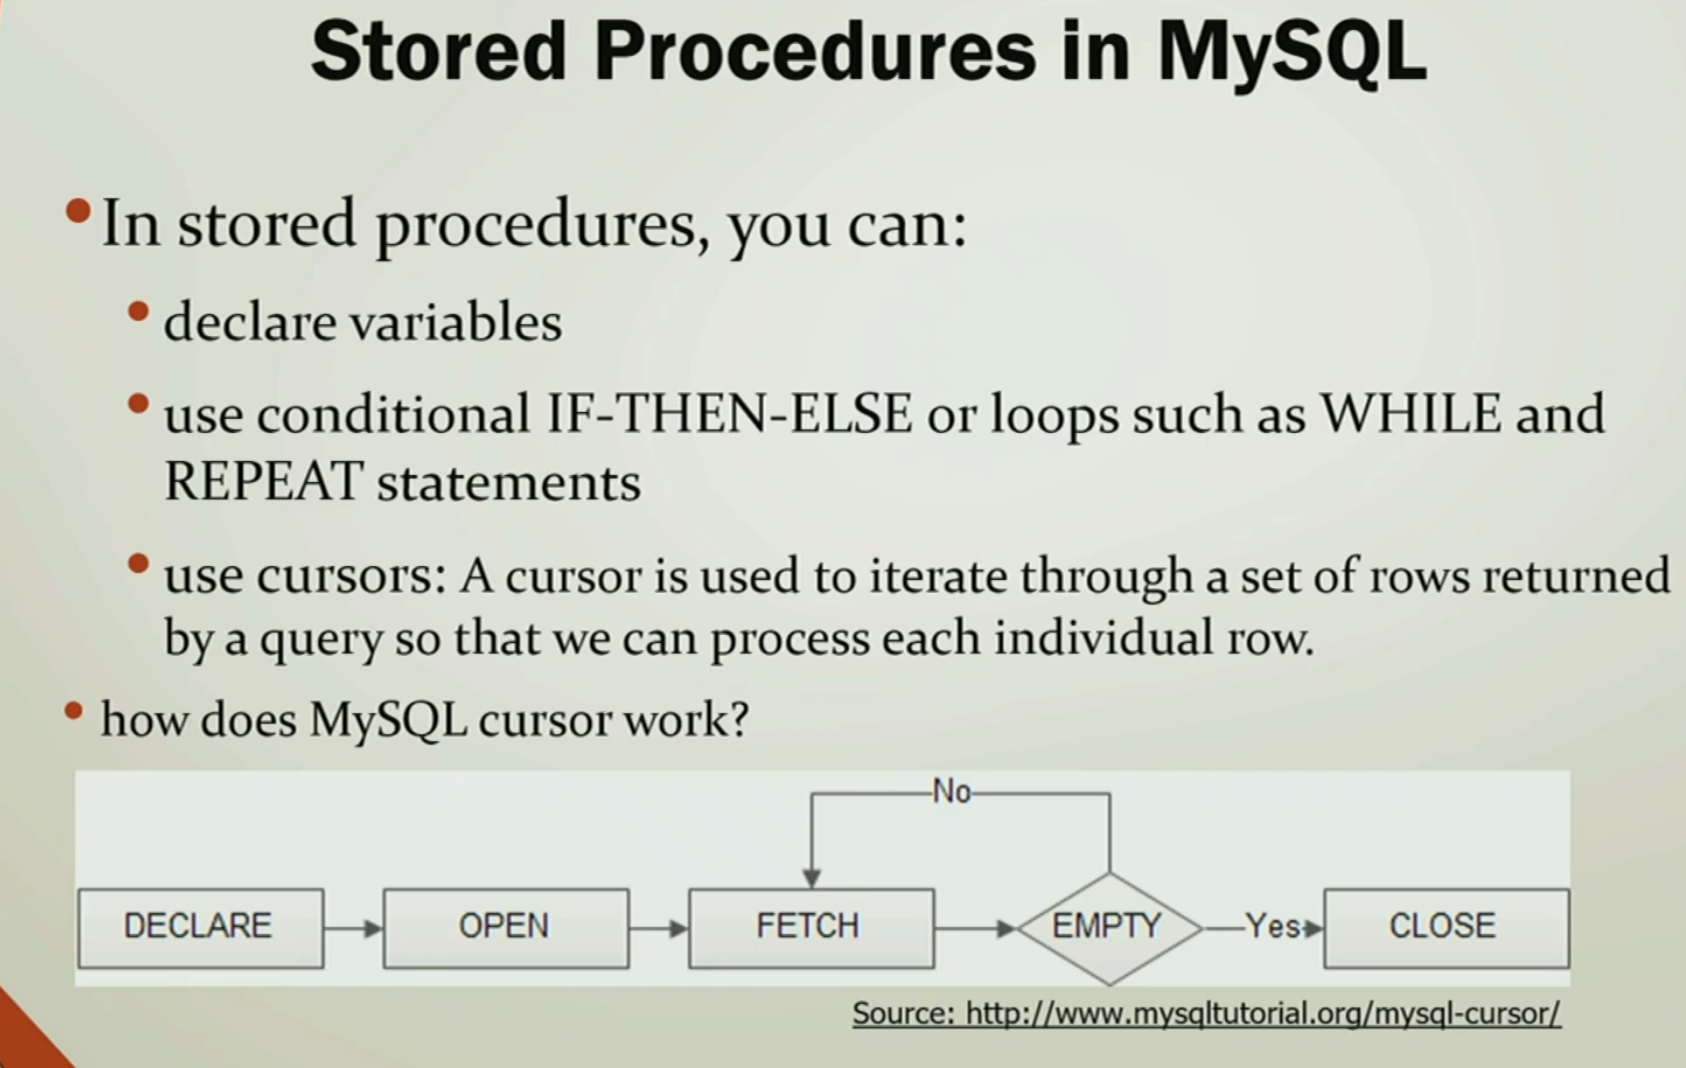 Stored Procedures in MySQL
In stored procedures, you can:
declare variables
use conditional IF-THEN-ELSE or loops such as WHILE and
REPEAT statements
use cursors: A cursor is used to iterate through a set of rows returned
by a query so that we can process each individual row.
how does MySQL cursor work?
No
DECLARE
OPEN
FETCH
EMPTY
Yes
CLOSE
Source: http://www.mysqltutorial.org/mysql-cursor/